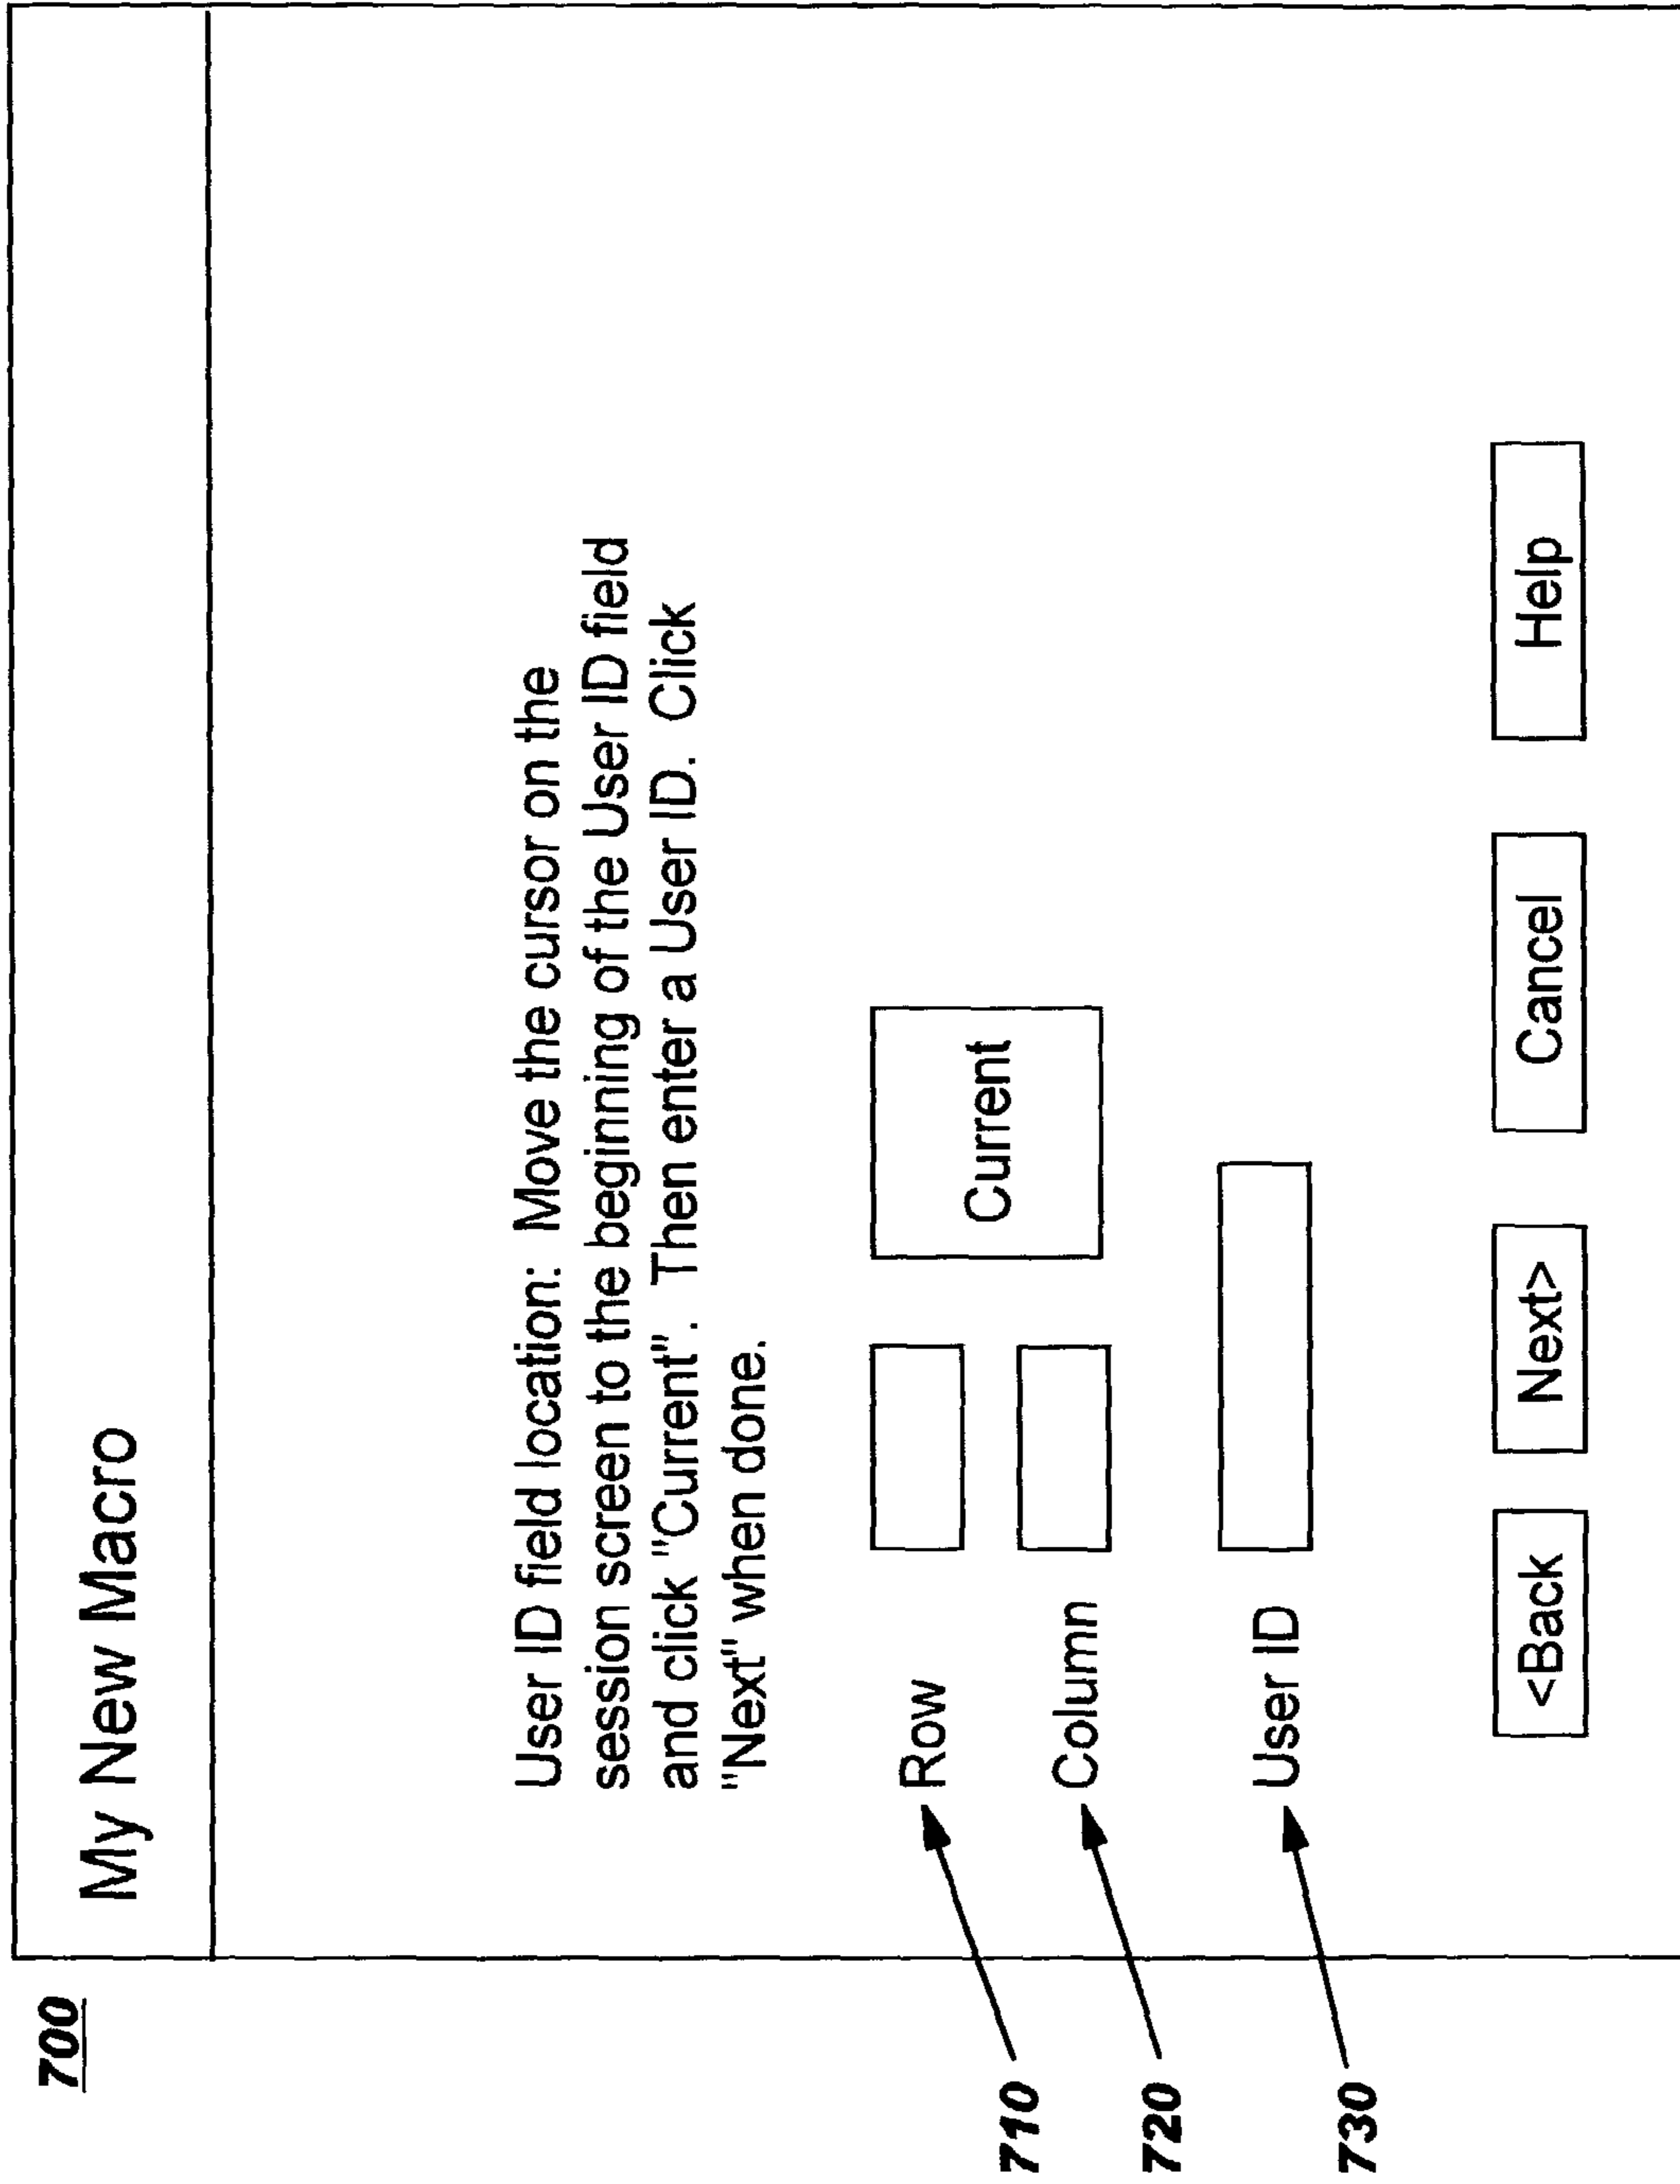 700
My New Macro
User ID field location: Move the cursor on the
session screen to the beginning of the User ID field
and click "Current". Then enter a User ID. Click
"Next" when done.
710
Row
Current
720
Column
730
User ID
<Back
Next>
Cancel
Help